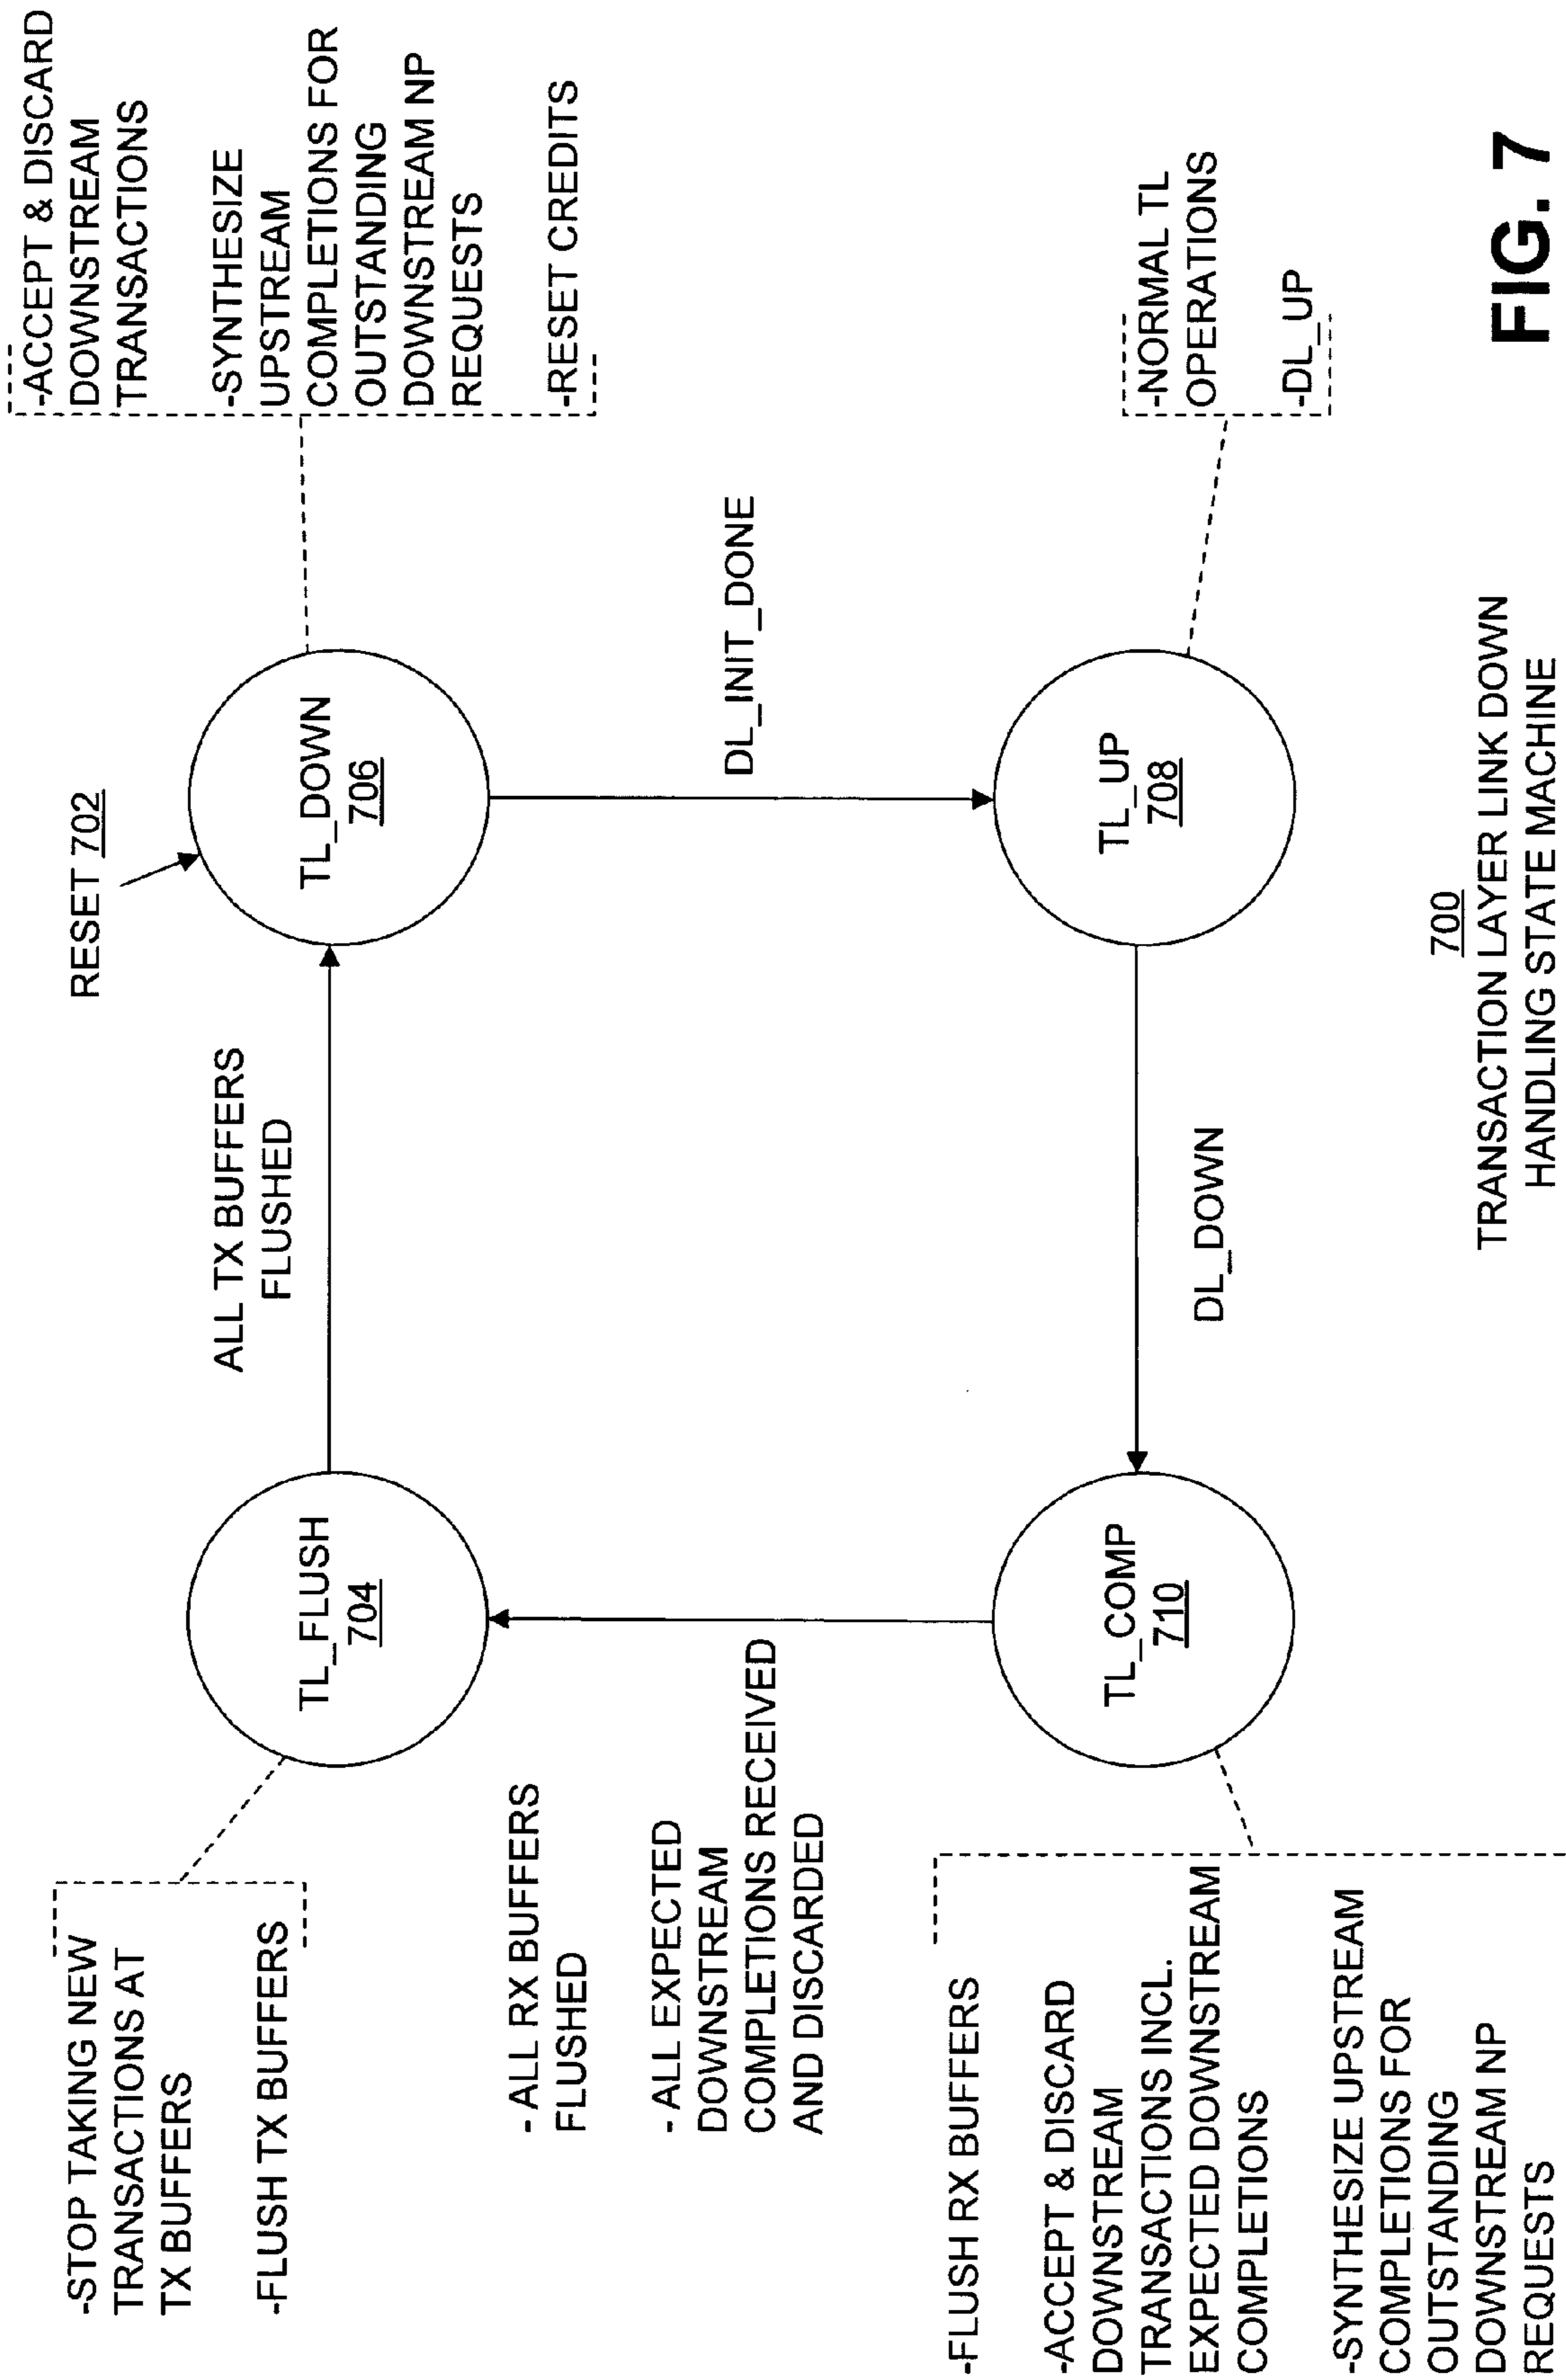 -STOP TAKING NEW
TRANSACTIONS AT
TX BUFFERS
-FLUSH TX BUFFERS
TL_FLUSH
704
ALL TX BUFFERS
FLUSHED
RESET 702
TL_DOWN
706
-ACCEPT & DISCARD
DOWNSTREAM
TRANSACTIONS
-SYNTHESIZE
UPSTREAM
COMPLETIONS FOR
OUTSTANDING
DOWNSTREAM NP
REQUESTS
-RESET CREDITS
- ALL RX BUFFERS
FLUSHED
- ALL EXPECTED
DOWNSTREAM
COMPLETIONS RECEIVED
AND DISCARDED
DL_INIT_DONE
-FLUSH RX BUFFERS
-ACCEPT & DISCARD
DOWNSTREAM
TRANSACTIONS INCL.
EXPECTED DOWNSTREAM
COMPLETIONS
-SYNTHESIZE UPSTREAM
COMPLETIONS FOR
OUTSTANDING
DOWNSTREAM NP
REQUESTS
TL_COMP
710
DL_DOWN
TL_UP
708
-NORMAL TL
OPERATIONS
-DL_UP
700
TRANSACTION LAYER LINK DOWN
HANDLING STATE MACHINE
FIG. 7